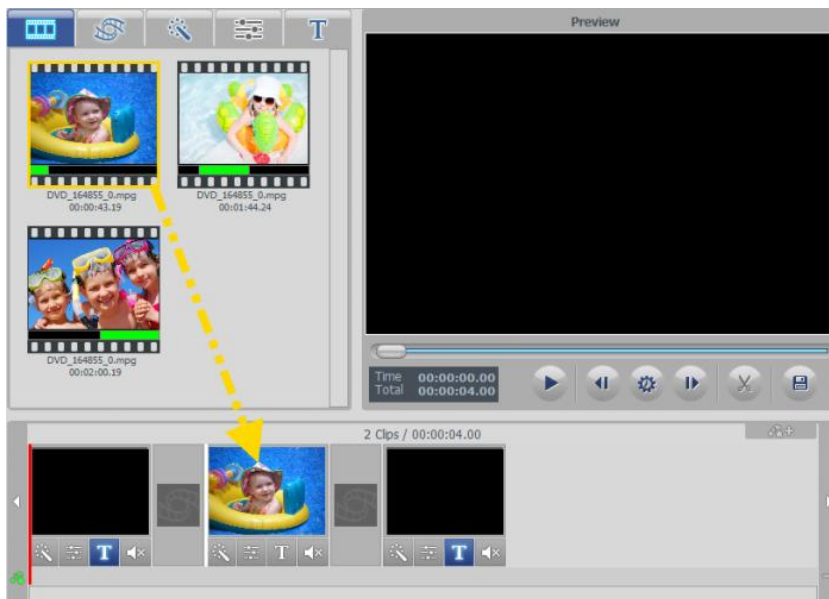 T
Preview
DVD_164855_0.mpg
00:00:43.19
DVD_164855_0.mpg
00:01:44.24
DVD_164855_0.mpg
00:02:00.19
Time 00:00:00.00
Total 00:00:04.00
2 Clips / 00:00:04.00
T
T
T